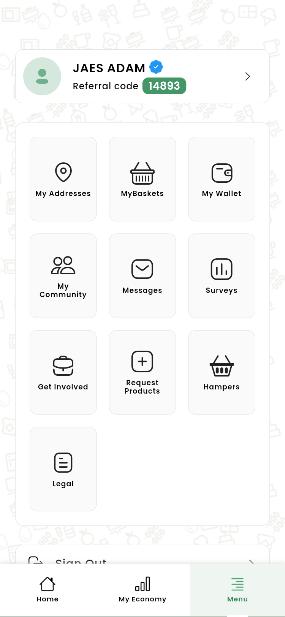 JAES ADAM
Referral code 14893
My Addresses
MyBaskets
My Wallet
My
Community
Messages
Surveys
Get Involved
Request
Products
Hampers
Legal
Sign Out
Home
My Economy
Menu